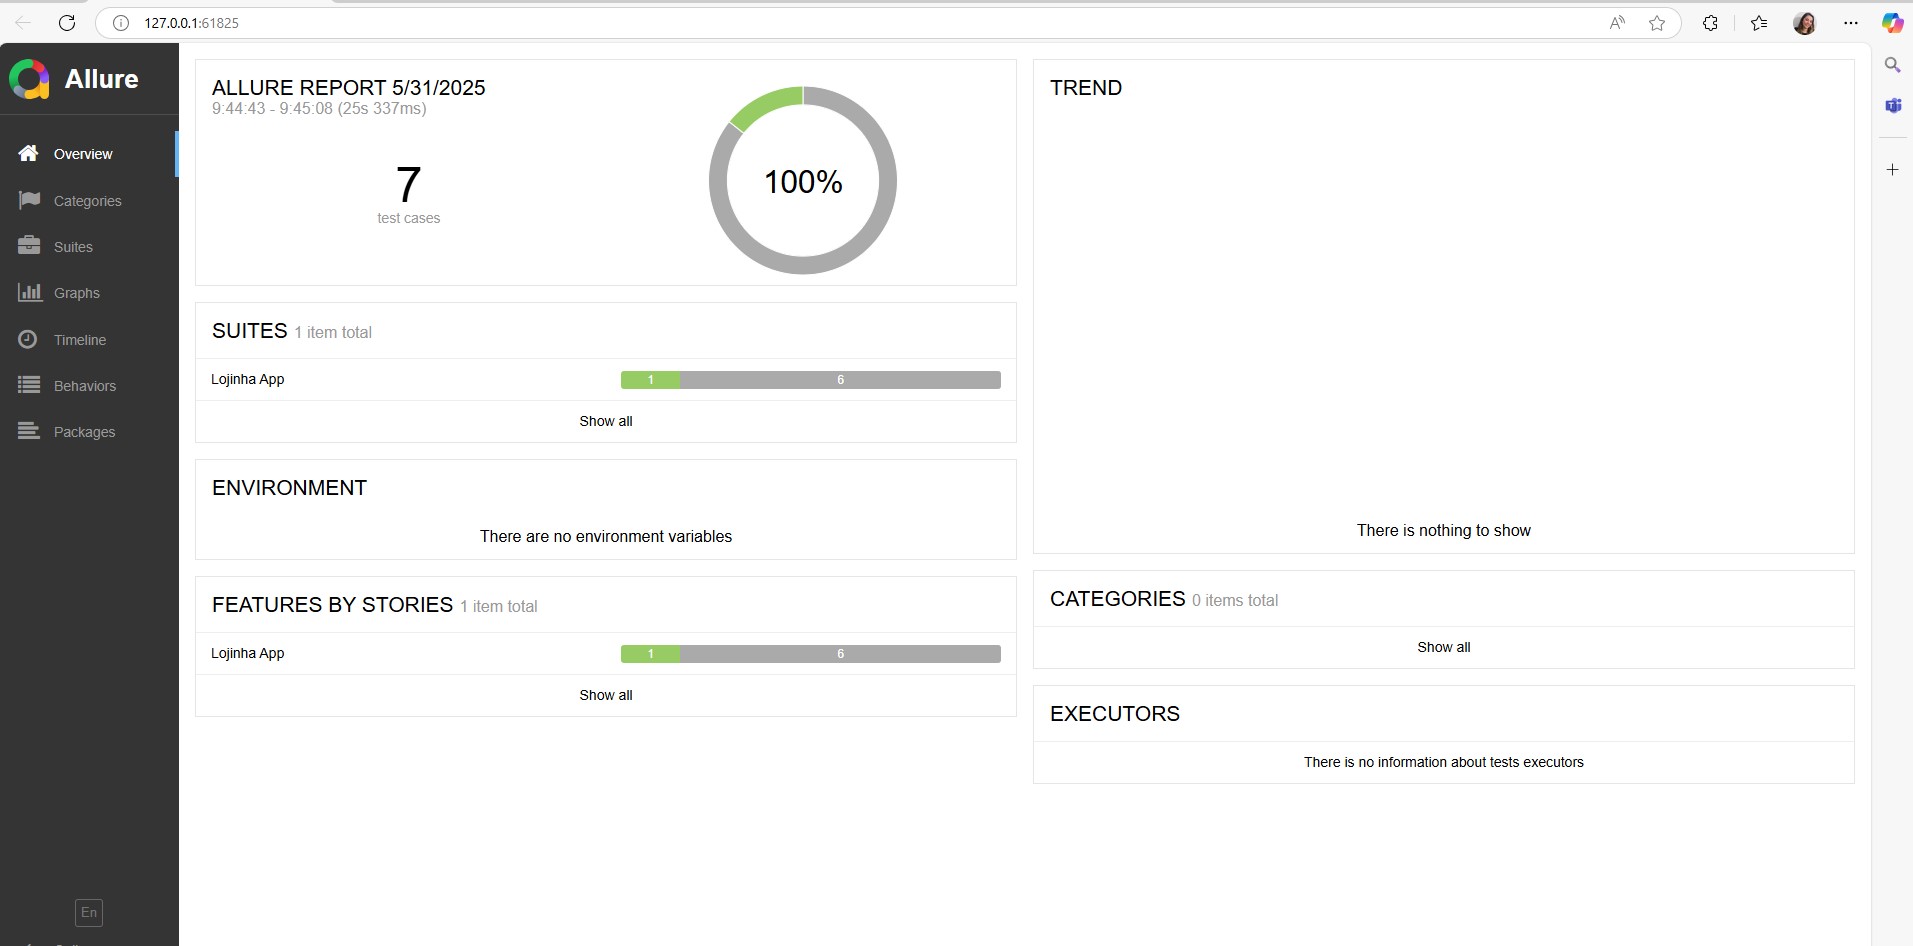 127.0.0.1:61825
Allure
Overview
Categories
Suites
Graphs
Timeline
Behaviors
Packages
En
ALLURE REPORT 5/31/2025
9:44:43 - 9:45:08 (25s 337ms)
7
test cases
100%
SUITES 1 item total
Lojinha App
1 6
Show all
ENVIRONMENT
There are no environment variables
FEATURES BY STORIES 1 item total
Lojinha App
1 6
Show all
TREND
There is nothing to show
CATEGORIES 0 items total
Show all
EXECUTORS
There is no information about tests executors